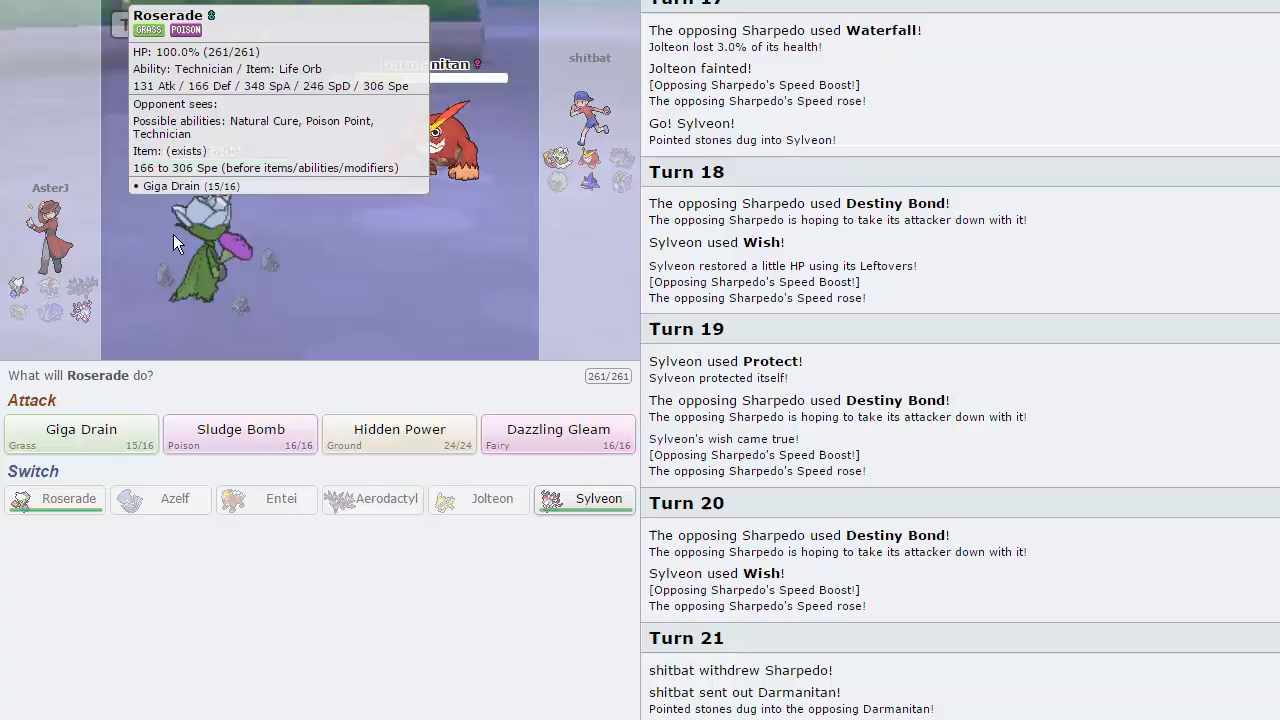 Roserade
GRASS POISON
HP: 100.0% (261/261)
Ability: Technician / Item: Life Orb
131 Atk / 166 Def / 348 SpA / 246 SpD / 306 Spe
Opponent sees:
Possible abilities: Natural Cure, Poison Point,
Technician
Item: (exists)
166 to 306 Spe (before items/abilities/modifiers)
• Giga Drain (15/16)
Darmanitan
shitbat
AsterJ
What will Roserade do?
261/261
Attack
Giga Drain
Grass 15/16
Sludge Bomb
Poison 16/16
Hidden Power
Ground 24/24
Dazzling Gleam
Fairy 16/16
Switch
Roserade
Azelf
Entei
Aerodactyl
Jolteon
Sylveon
Turn 17
The opposing Sharpedo used Waterfall!
Jolteon lost 3.0% of its health!
Jolteon fainted!
[Opposing Sharpedo's Speed Boost!]
The opposing Sharpedo's Speed rose!
Go! Sylveon!
Pointed stones dug into Sylveon!
Turn 18
The opposing Sharpedo used Destiny Bond!
The opposing Sharpedo is hoping to take its attacker down with it!
Sylveon used Wish!
Sylveon restored a little HP using its Leftovers!
[Opposing Sharpedo's Speed Boost!]
The opposing Sharpedo's Speed rose!
Turn 19
Sylveon used Protect!
Sylveon protected itself!
The opposing Sharpedo used Destiny Bond!
The opposing Sharpedo is hoping to take its attacker down with it!
Sylveon's wish came true!
[Opposing Sharpedo's Speed Boost!]
The opposing Sharpedo's Speed rose!
Turn 20
The opposing Sharpedo used Destiny Bond!
The opposing Sharpedo is hoping to take its attacker down with it!
Sylveon used Wish!
[Opposing Sharpedo's Speed Boost!]
The opposing Sharpedo's Speed rose!
Turn 21
shitbat withdrew Sharpedo!
shitbat sent out Darmanitan!
Pointed stones dug into the opposing Darmanitan!